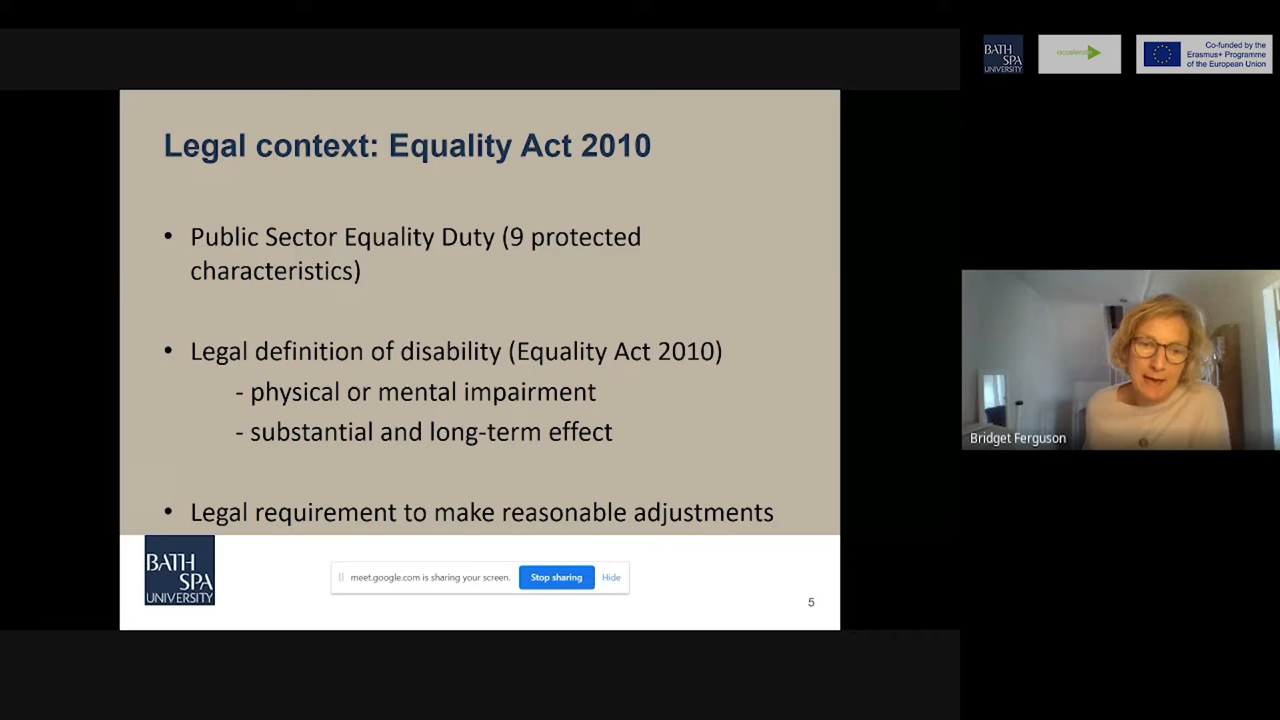 Legal context: Equality Act 2010
• Public Sector Equality Duty (9 protected
characteristics)
• Legal definition of disability (Equality Act 2010)
- physical or mental impairment
- substantial and long-term effect
• Legal requirement to make reasonable adjustments
BATH
SPA
UNIVERSITY
meet.google.com is sharing your screen.
Stop sharing
Hide
5
BATH
SPA
UNIVERSITY
accelerate
Co-funded by the
Erasmus+ Programme
of the European Union
Bridget Ferguson